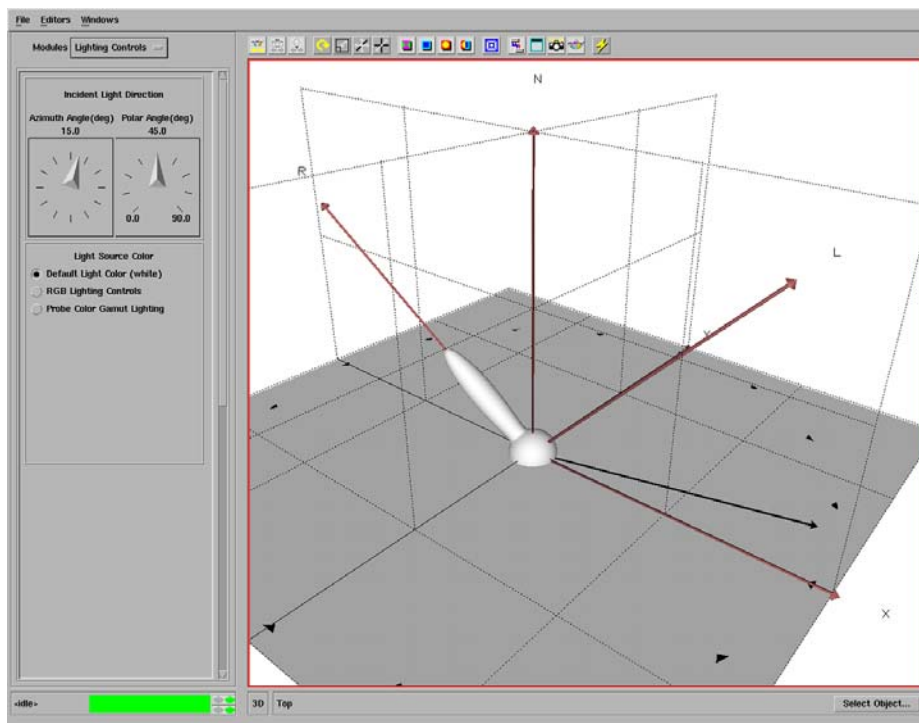 File Editors Windows
Modules Lighting Controls
Incident Light Direction
Azimuth Angle(deg) Polar Angle(deg)
15.0 45.0
0.0 90.0
Light Source Color
Default Light Color (white)
RGB Lighting Controls
Probe Color Gamut Lighting
N
R
L
Y
X
<idle> 3D Top Select Object...